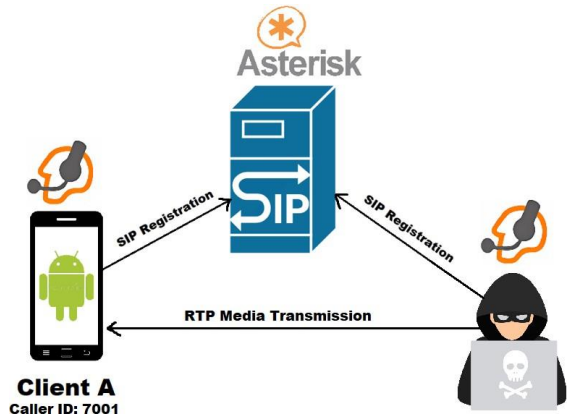 Asterisk
SIP
SIP Registration
SIP Registration
RTP Media Transmission
Client A
Caller ID: 7001